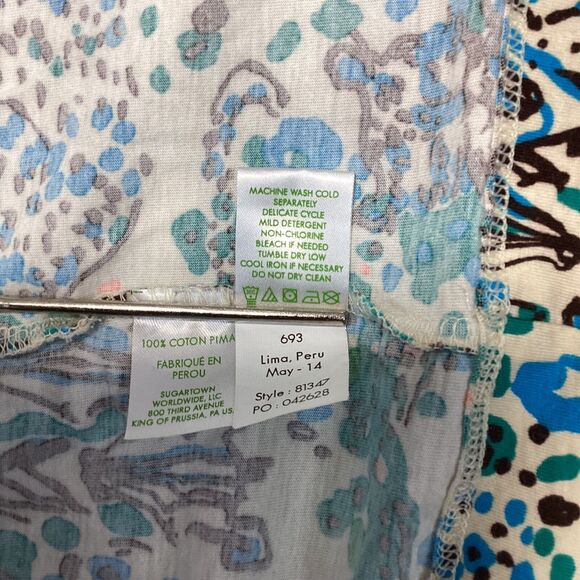 MACHINE WASH COLD
SEPARATELY
DELICATE CYCLE
MILD DETERGENT
NON-CHLORINE
BLEACH IF NEEDED
TUMBLE DRY LOW
COOL IRON IF NECESSARY
DO NOT DRY CLEAN
100% COTON PIMA
FABRIQUÉ EN
PEROU
SUGARTOWN
WORLDWIDE, LLC
800 THIRD AVENUE
KING OF PRUSSIA, PA US
693
Lima, Peru
May - 14
Style : 81347
PO : 042628